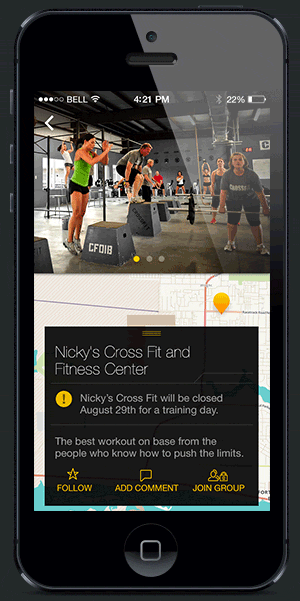 BELL 4:21 PM 22%
CFD1B
Nicky's Cross Fit and
Fitness Center
! Nicky's Cross Fit will be closed
August 29th for a training day.
The best workout on base from the
people who know how to push the limits.
FOLLOW ADD COMMENT JOIN GROUP